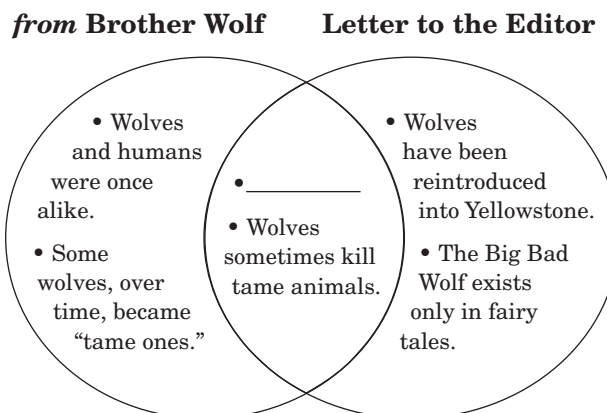 from Brother Wolf
Letter to the Editor
• Wolves
and humans
were once
alike.
• Some
wolves, over
time, became
“tame ones.”
•___________
• Wolves
sometimes kill
tame animals.
• Wolves
have been
reintroduced
into Yellowstone.
• The Big Bad
Wolf exists
only in fairy
tales.